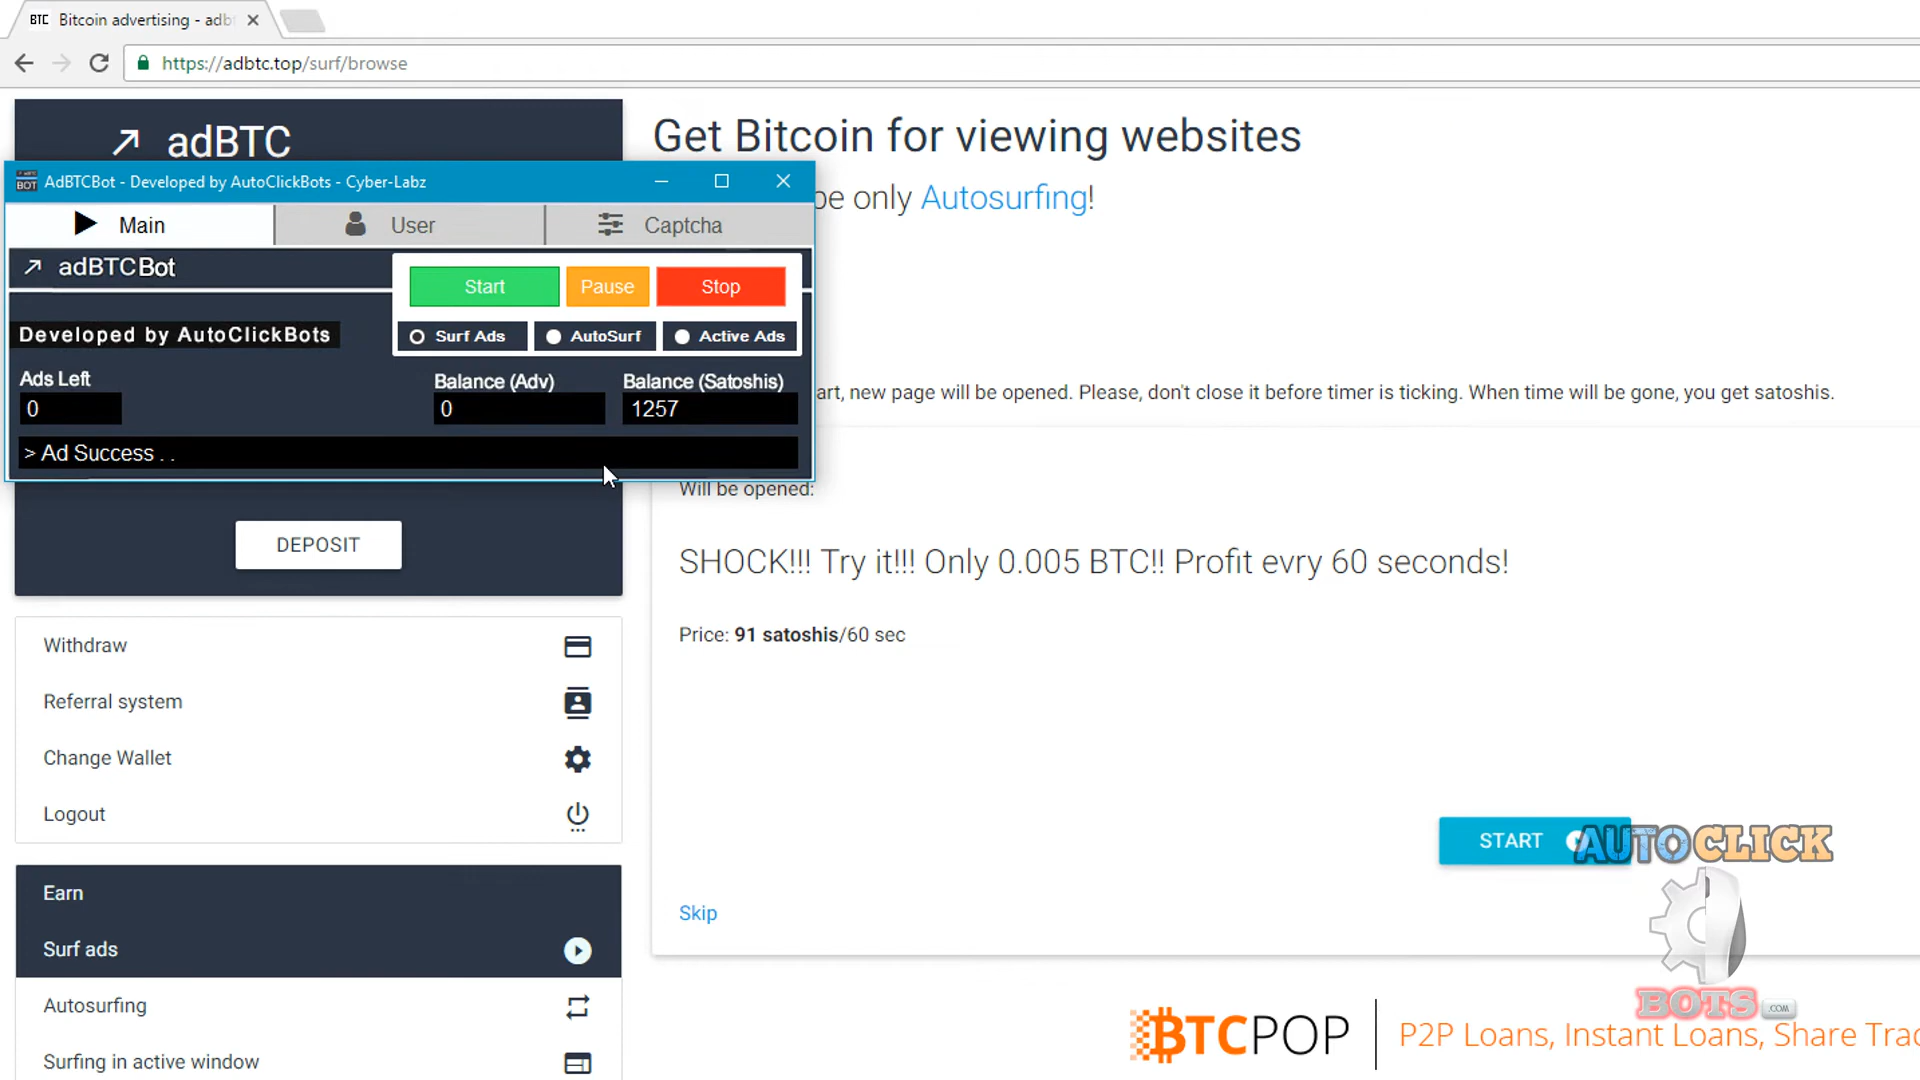 BTC Bitcoin advertising - adb
https://adbtc.top/surf/browse
adBTC
Get Bitcoin for viewing websites
be only Autosurfing!
BOT AdBTCBot - Developed by AutoClickBots - Cyber-Labz
Main User Captcha
adBTCBot
Start Pause Stop
Developed by AutoClickBots
Surf Ads AutoSurf Active Ads
Ads Left Balance (Adv) Balance (Satoshis)
0 0 1257
> Ad Success . .
art, new page will be opened. Please, don't close it before timer is ticking. When time will be gone, you get satoshis.
Will be opened:
DEPOSIT
SHOCK!!! Try it!!! Only 0.005 BTC!! Profit evry 60 seconds!
Price: 91 satoshis/60 sec
Withdraw
Referral system
Change Wallet
Logout
START
AUTOCLICK
BOTS.COM
Skip
Earn
Surf ads
Autosurfing
Surfing in active window
BTCPOP P2P Loans, Instant Loans, Share Trac